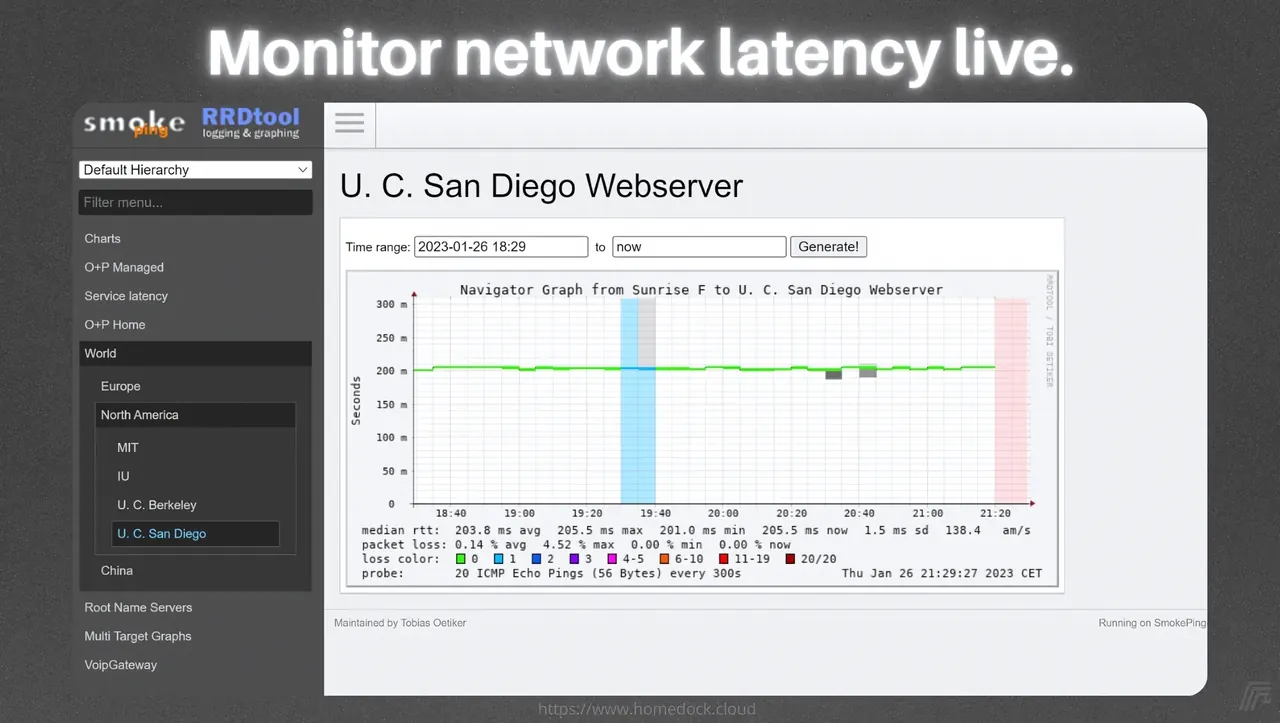 Monitor network latency live.
smoke
ping
RRDtool
logging & graphing
Default Hierarchy
Filter menu...
Charts
O+P Managed
Service latency
O+P Home
World
Europe
North America
MIT
IU
U. C. Berkeley
U. C. San Diego
China
Root Name Servers
Multi Target Graphs
VoipGateway
U. C. San Diego Webserver
Time range: 2023-01-26 18:29 to now Generate!
Navigator Graph from Sunrise F to U. C. San Diego Webserver
RRDTOOL / TOBI OETIKER
Seconds
300 m
250 m
200 m
150 m
100 m
50 m
0
18:40 19:00 19:20 19:40 20:00 20:20 20:40 21:00 21:20
median rtt: 203.8 ms avg 205.5 ms max 201.0 ms min 205.5 ms now 1.5 ms sd 138.4 am/s
packet loss: 0.14 % avg 4.52 % max 0.00 % min 0.00 % now
loss color: 0 1 2 3 4-5 6-10 11-19 20/20
probe: 20 ICMP Echo Pings (56 Bytes) every 300s Thu Jan 26 21:29:27 2023 CET
Maintained by Tobias Oetiker
Running on SmokePing
https://www.homedock.cloud